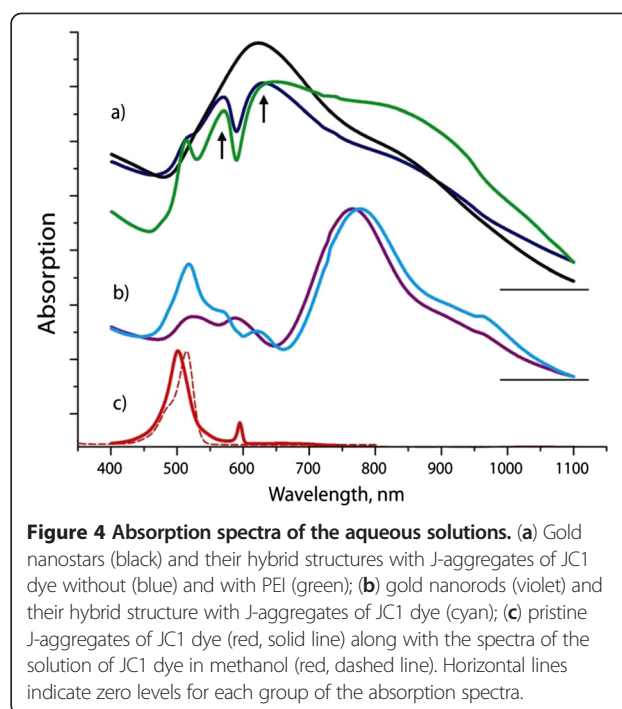 a)
b)
c)
Absorption
400 500 600 700 800 900 1000 1100
Wavelength, nm
Figure 4 Absorption spectra of the aqueous solutions. (a) Gold
nanostars (black) and their hybrid structures with J-aggregates of JC1
dye without (blue) and with PEI (green); (b) gold nanorods (violet) and
their hybrid structure with J-aggregates of JC1 dye (cyan); (c) pristine
J-aggregates of JC1 dye (red, solid line) along with the spectra of the
solution of JC1 dye in methanol (red, dashed line). Horizontal lines
indicate zero levels for each group of the absorption spectra.